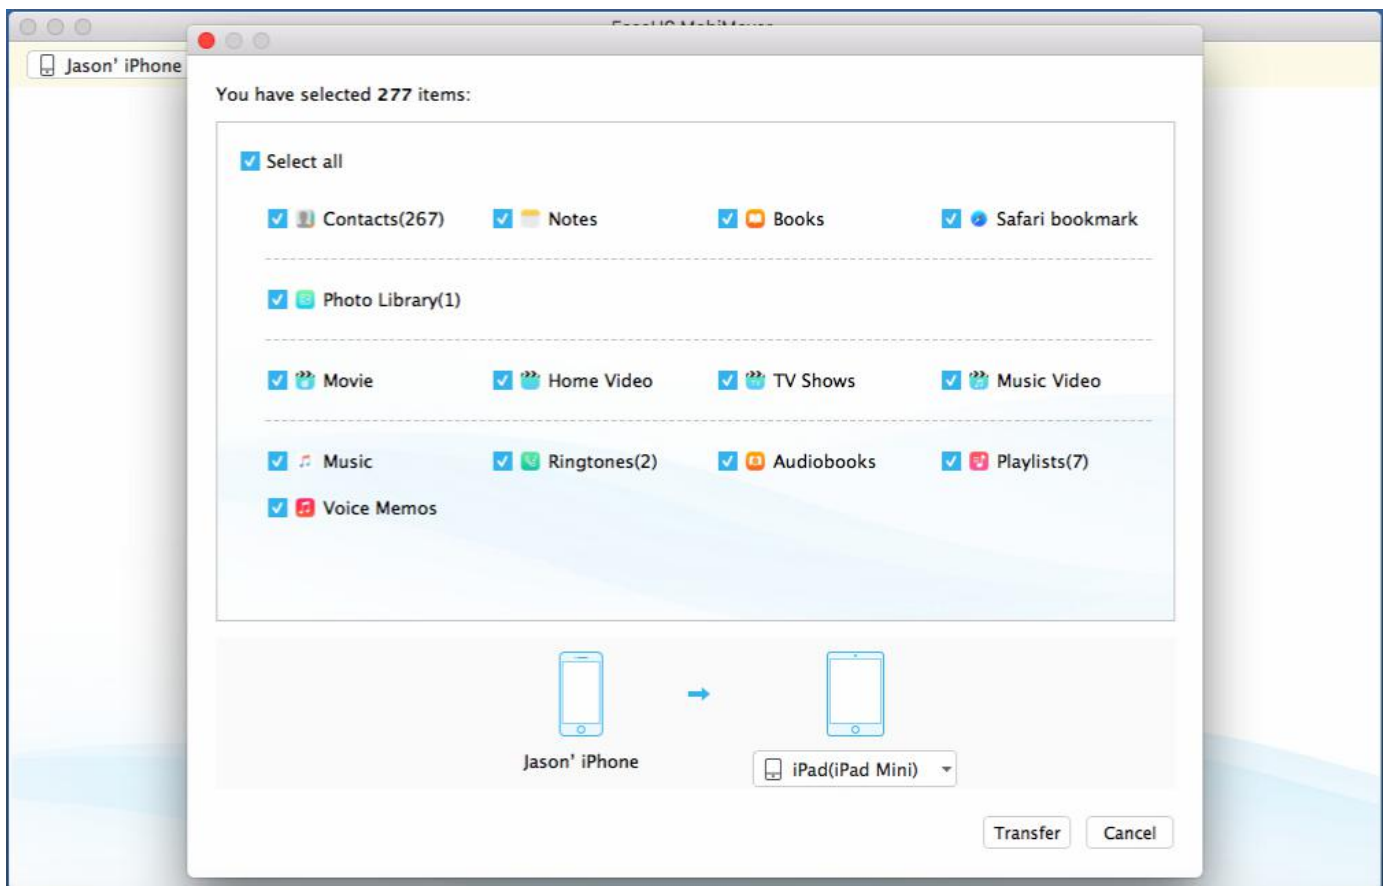 Jason' iPhone
You have selected 277 items:
Select all
Contacts(267) Notes Books Safari bookmark
Photo Library(1)
Movie Home Video TV Shows Music Video
Music Ringtones(2) Audiobooks Playlists(7)
Voice Memos
Jason' iPhone
iPad(iPad Mini)
Transfer Cancel